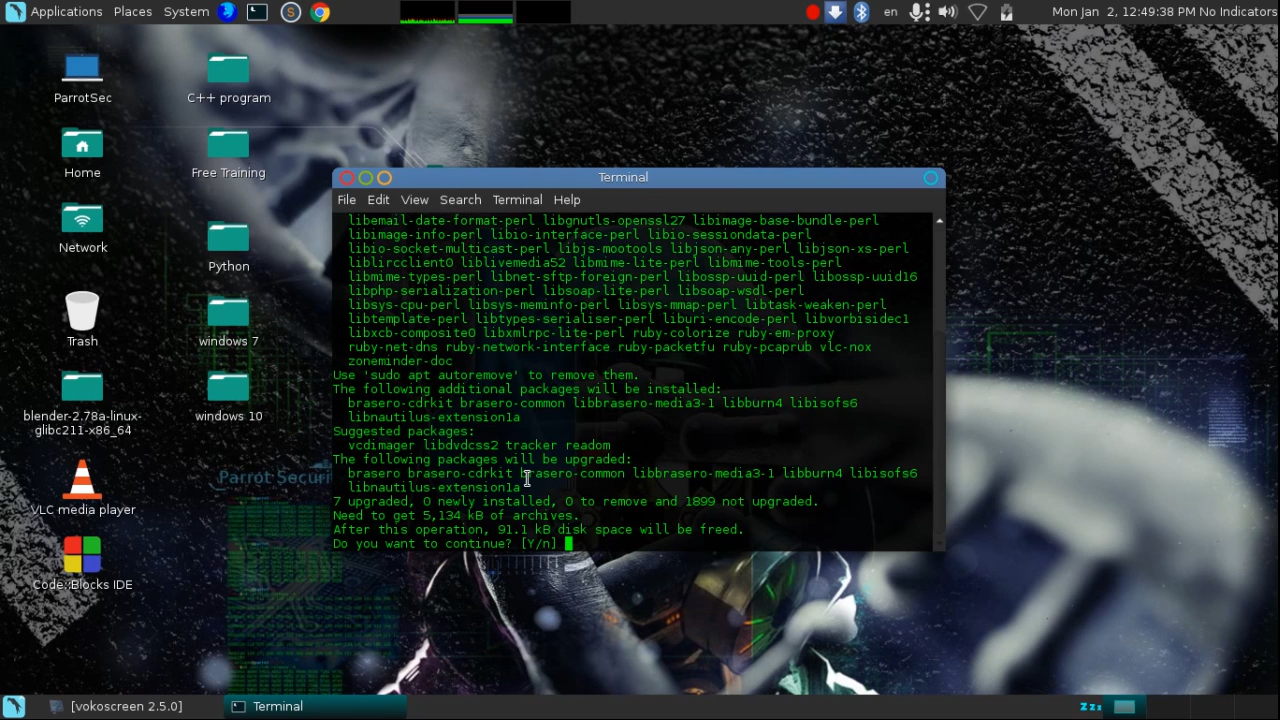 Applications Places System
en
Mon Jan 2, 12:49:38 PM No Indicators
ParrotSec
C++ program
Home
Free Training
Network
Python
Trash
windows 7
blender-2.78a-linux-
glibc211-x86_64
windows 10
VLC media player
Code::Blocks IDE
Parrot Securi
Terminal
File Edit View Search Terminal Help
libemail-date-format-perl libgnutls-openssl27 libimage-base-bundle-perl
libimage-info-perl libio-interface-perl libio-sessiondata-perl
libio-socket-multicast-perl libjs-mootools libjson-any-perl libjson-xs-perl
liblircclient0 liblivemedia52 libmime-lite-perl libmime-tools-perl
libmime-types-perl libnet-sftp-foreign-perl libossp-uuid-perl libossp-uuid16
libphp-serialization-perl libsoap-lite-perl libsoap-wsdl-perl
libsys-cpu-perl libsys-meminfo-perl libsys-mmap-perl libtask-weaken-perl
libtemplate-perl libtypes-serialiser-perl liburi-encode-perl libvorbisidec1
libxcb-composite0 libxmlrpc-lite-perl ruby-colorize ruby-em-proxy
ruby-net-dns ruby-network-interface ruby-packetfu ruby-pcaprub vlc-nox
zoneminder-doc
Use 'sudo apt autoremove' to remove them.
The following additional packages will be installed:
brasero-cdrkit brasero-common libbrasero-media3-1 libburn4 libisofs6
libnautilus-extension1a
Suggested packages:
vcdimager libdvdcss2 tracker readom
The following packages will be upgraded:
brasero brasero-cdrkit brasero-common libbrasero-media3-1 libburn4 libisofs6
libnautilus-extension1a
7 upgraded, 0 newly installed, 0 to remove and 1899 not upgraded.
Need to get 5,134 kB of archives.
After this operation, 91.1 kB disk space will be freed.
Do you want to continue? [Y/n]
[vokoscreen 2.5.0]
Terminal
Zzz